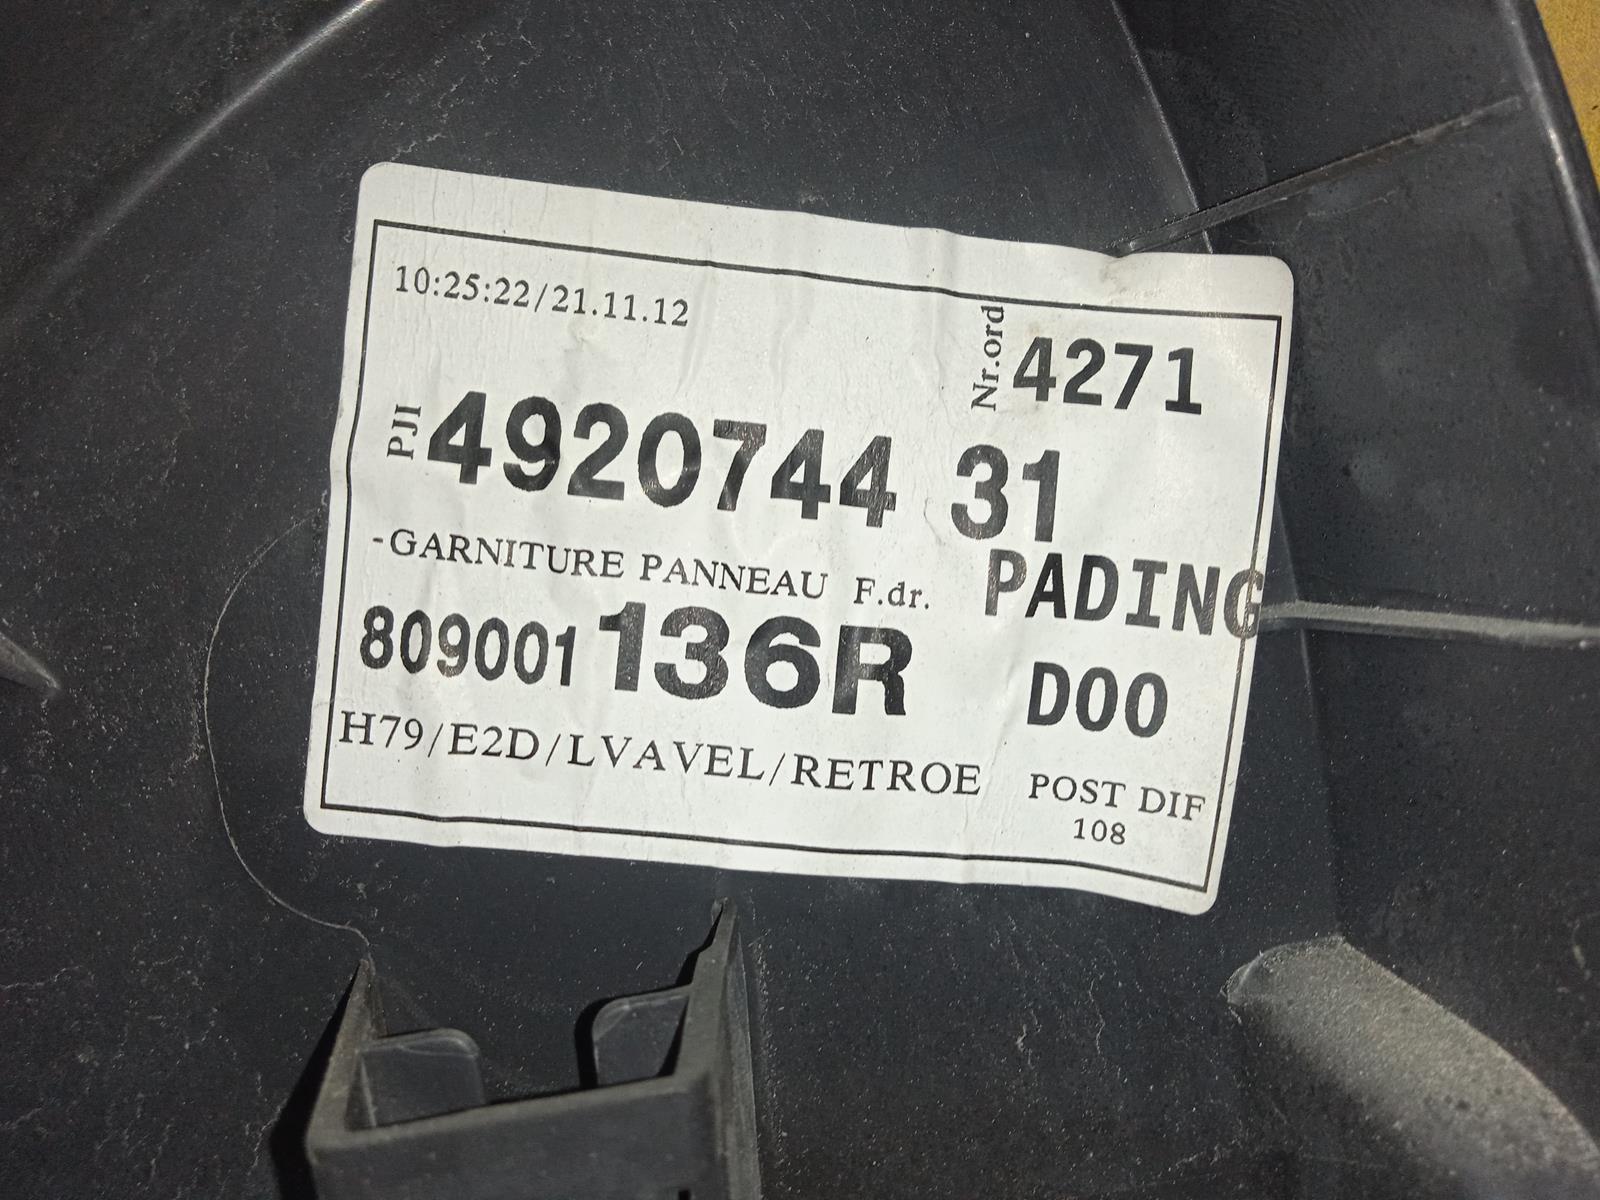 10:25:22/21.11.12
Nr.ord 4271
PJI 4920744 31
-GARNITURE PANNEAU F.dr. PADING
809001136R D00
H79/E2D/LVAVEL/RETROE POST DIF
108